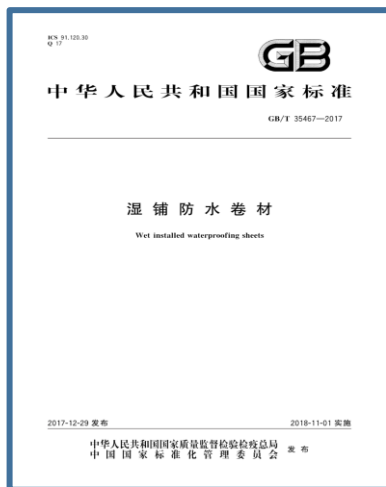 ICS 91.120.30
Q 17
GB
中华人民共和国国家标准
GB/T 35467—2017
湿铺防水卷材
Wet installed waterproofing sheets
2017-12-29 发布
2018-11-01 实施
中华人民共和国国家质量监督检验检疫总局
中国国家标准化管理委员会
发布